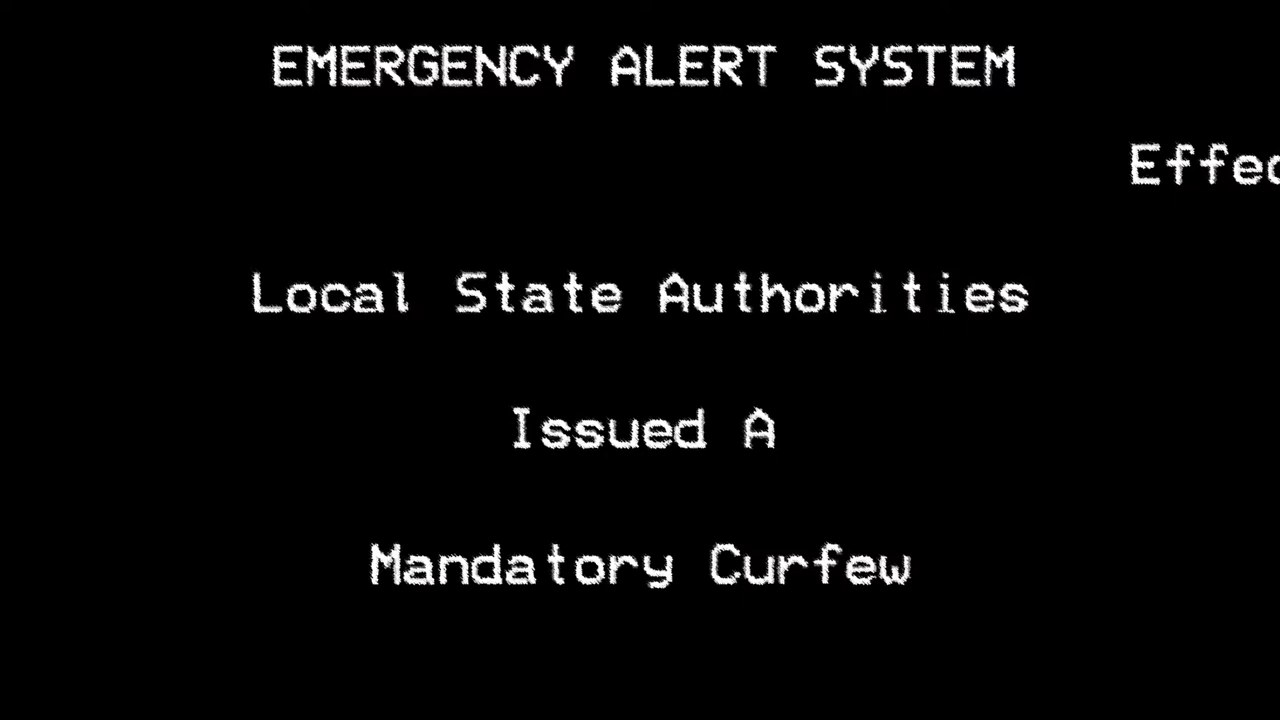 EMERGENCY ALERT SYSTEM
Effec
Local State Authorities
Issued A
Mandatory Curfew